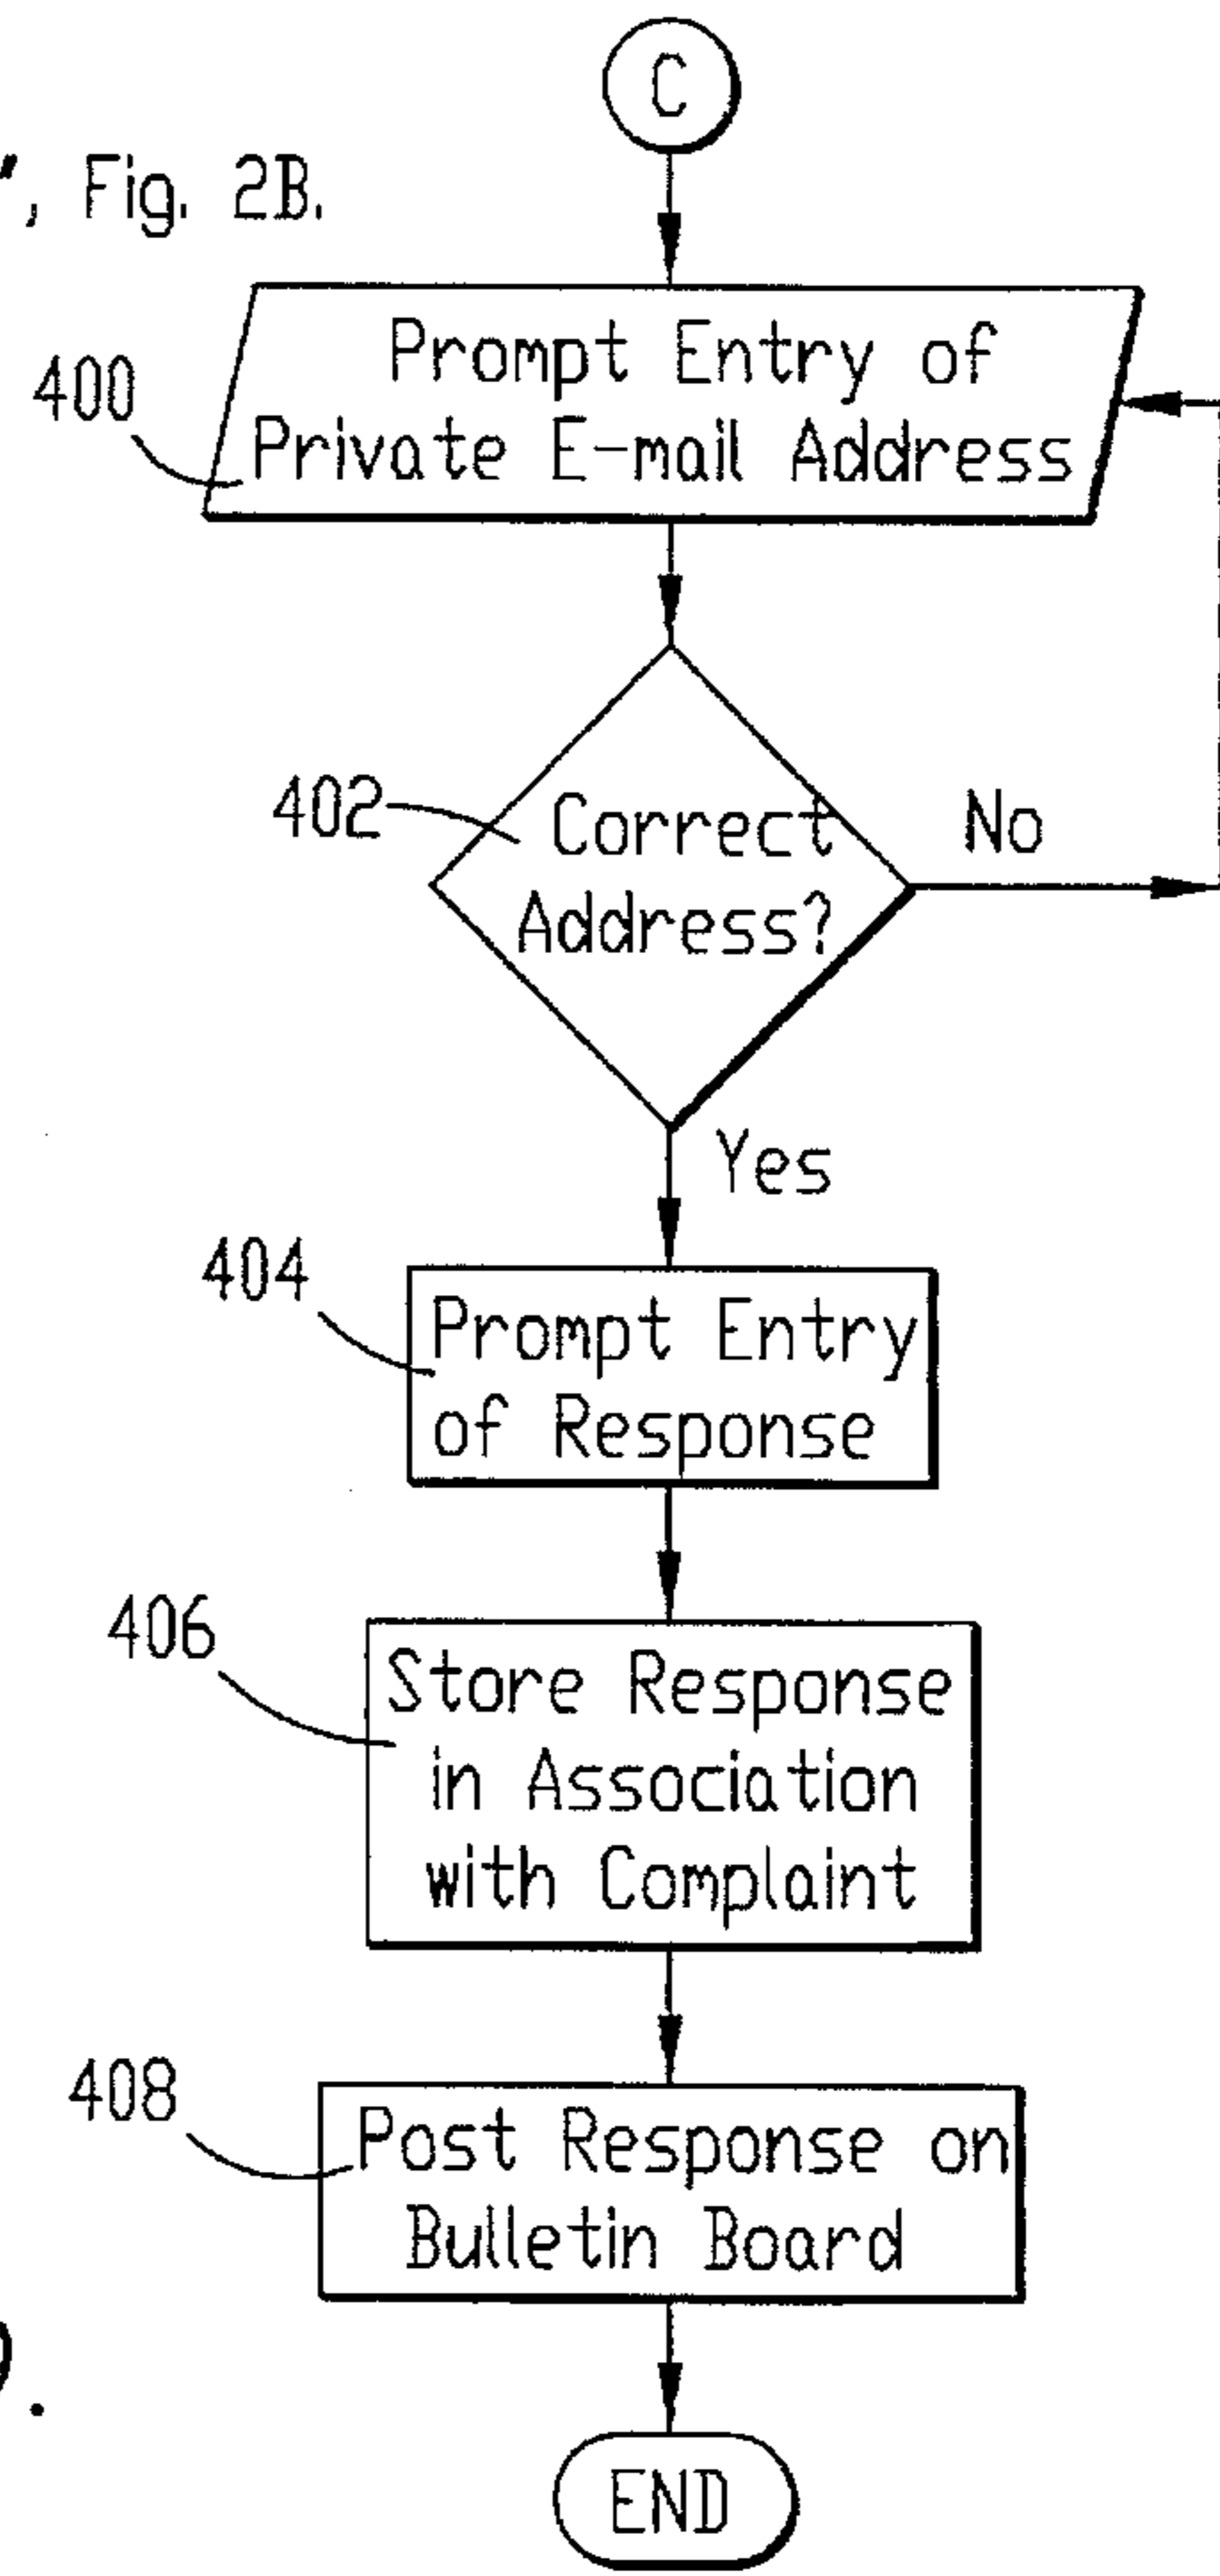 C
", Fig. 2B.
400
Prompt Entry of
Private E-mail Address
402
Correct
Address?
No
Yes
404
Prompt Entry
of Response
406
Store Response
in Association
with Complaint
408
Post Response on
Bulletin Board
END